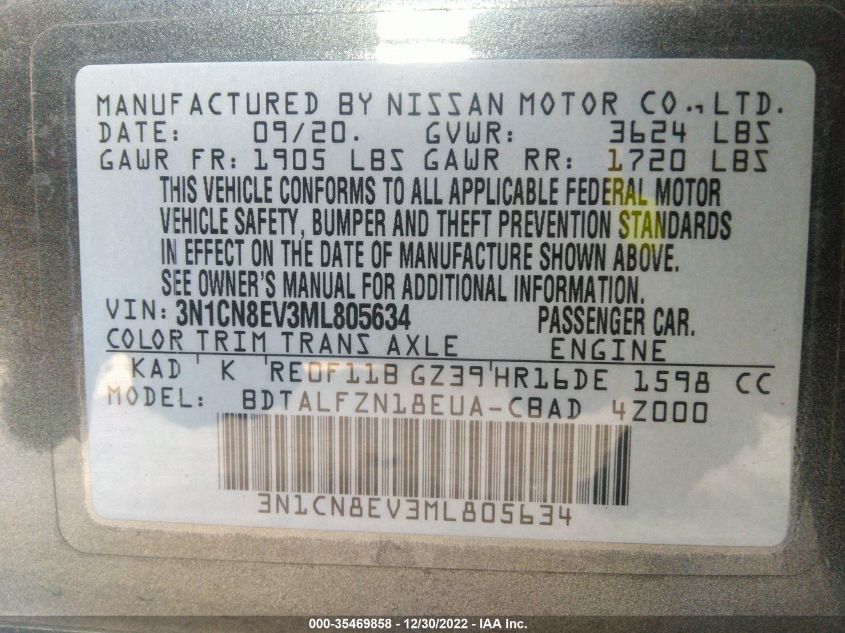 MANUFACTURED BY NISSAN MOTOR CO.,LTD.
DATE: 09/20. GVWR: 3624 LBS
GAWR FR: 1905 LBS GAWR RR: 1720 LBS
THIS VEHICLE CONFORMS TO ALL APPLICABLE FEDERAL MOTOR
VEHICLE SAFETY, BUMPER AND THEFT PREVENTION STANDARDS
IN EFFECT ON THE DATE OF MANUFACTURE SHOWN ABOVE.
SEE OWNER'S MANUAL FOR ADDITIONAL INFORMATION.
VIN: 3N1CN8EV3ML805634 PASSENGER CAR.
COLOR TRIM TRANS AXLE ENGINE
KAD ' K 'RE0F11B GZ39'HR16DE 1598 CC
MODEL: BDTALFZN18EUA-CBAD 4Z000
3N1CN8EV3ML805634
000-35469858 - 12/30/2022 - IAA Inc.